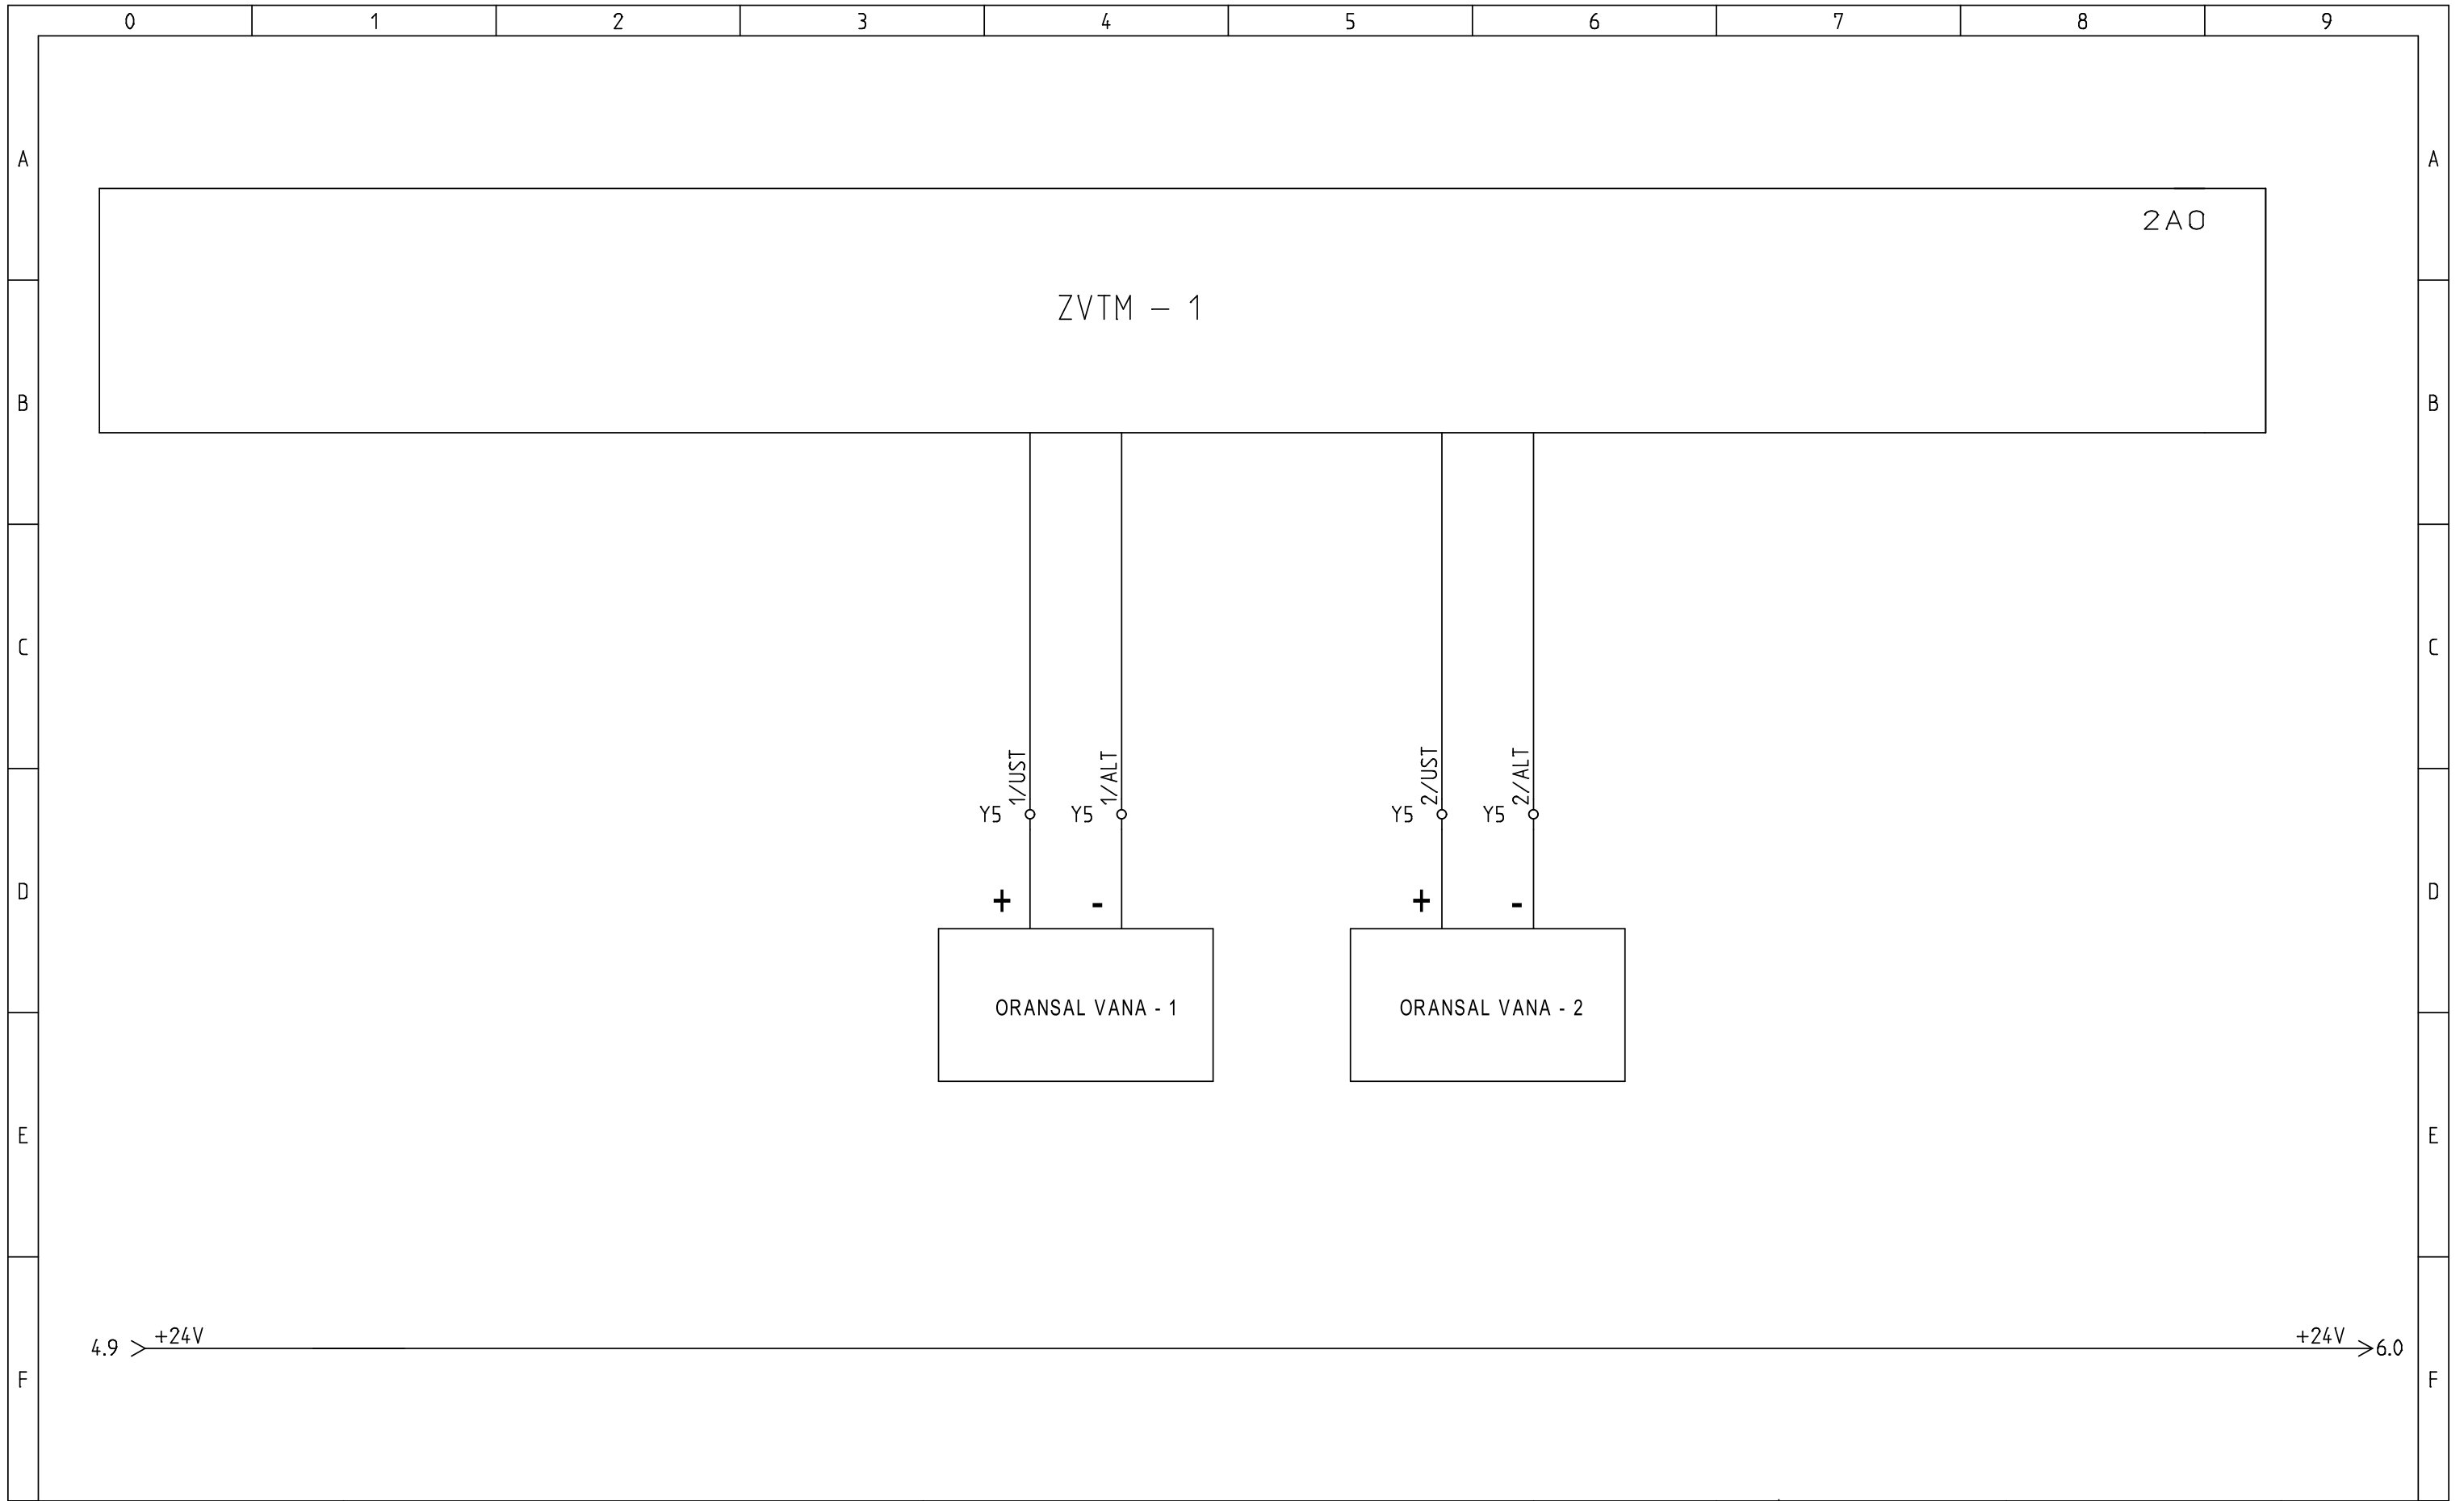 0 1 2 3 4 5 6 7 8 9
A A
2A0
ZVTM - 1
B B
C C
1/UST 1/ALT 2/UST 2/ALT
Y5 Y5 Y5 Y5
D D
+ - + -
ORANSAL VANA - 1 ORANSAL VANA - 2
E E
+24V +24V
4.9 6.0
F F